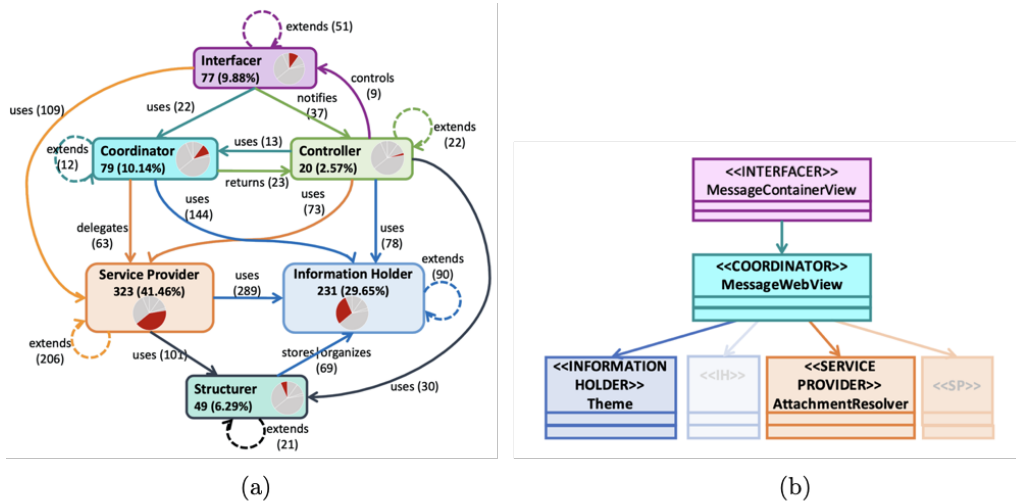 extends (51)
Interfacer
77 (9.88%)
controls
(9)
uses (109)
uses (22)
notifies
(37)
extends
(12)
Coordinator
79 (10.14%)
uses (13)
returns (23)
Controller
20 (2.57%)
extends
(22)
uses
(144)
uses
(73)
delegates
(63)
uses
(78)
Service Provider
323 (41.46%)
uses
(289)
Information Holder
231 (29.65%)
extends
(90)
extends
(206)
uses (101)
stores/organizes
(69)
uses (30)
Structurer
49 (6.29%)
extends
(21)
(a)
<<INTERFACER>>
MessageContainerView
<<COORDINATOR>>
MessageWebView
<<INFORMATION
HOLDER>>
Theme
<<IH>>
<<SERVICE
PROVIDER>>
AttachmentResolver
<<SP>>
(b)